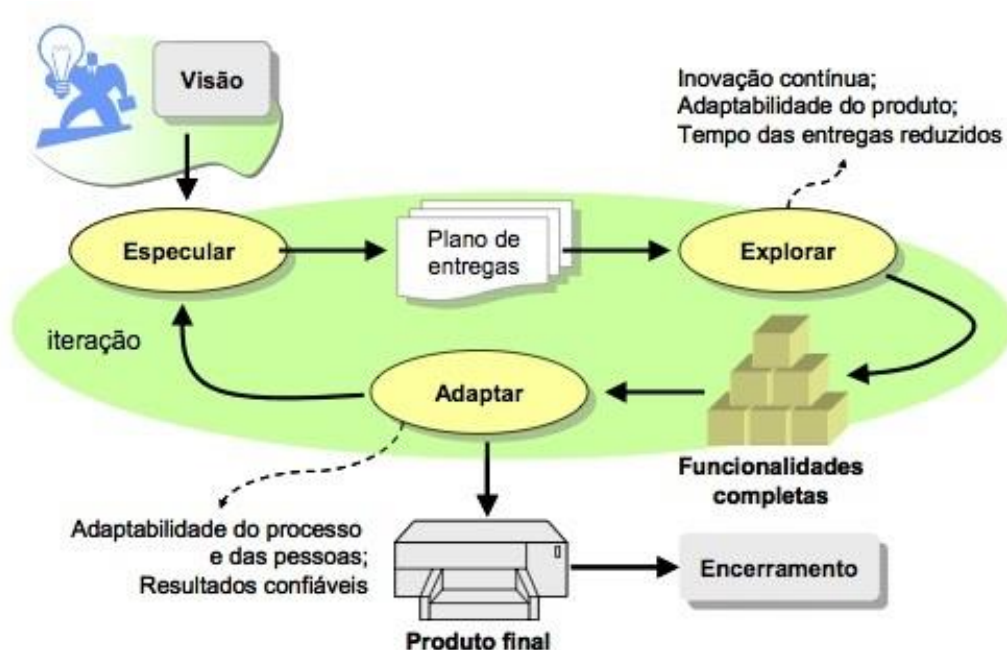 Visão
Inovação contínua;
Adaptabilidade do produto;
Tempo das entregas reduzidos
Especular
Plano de
entregas
Explorar
iteração
Adaptar
Funcionalidades
completas
Adaptabilidade do processo
e das pessoas;
Resultados confiáveis
Encerramento
Produto final